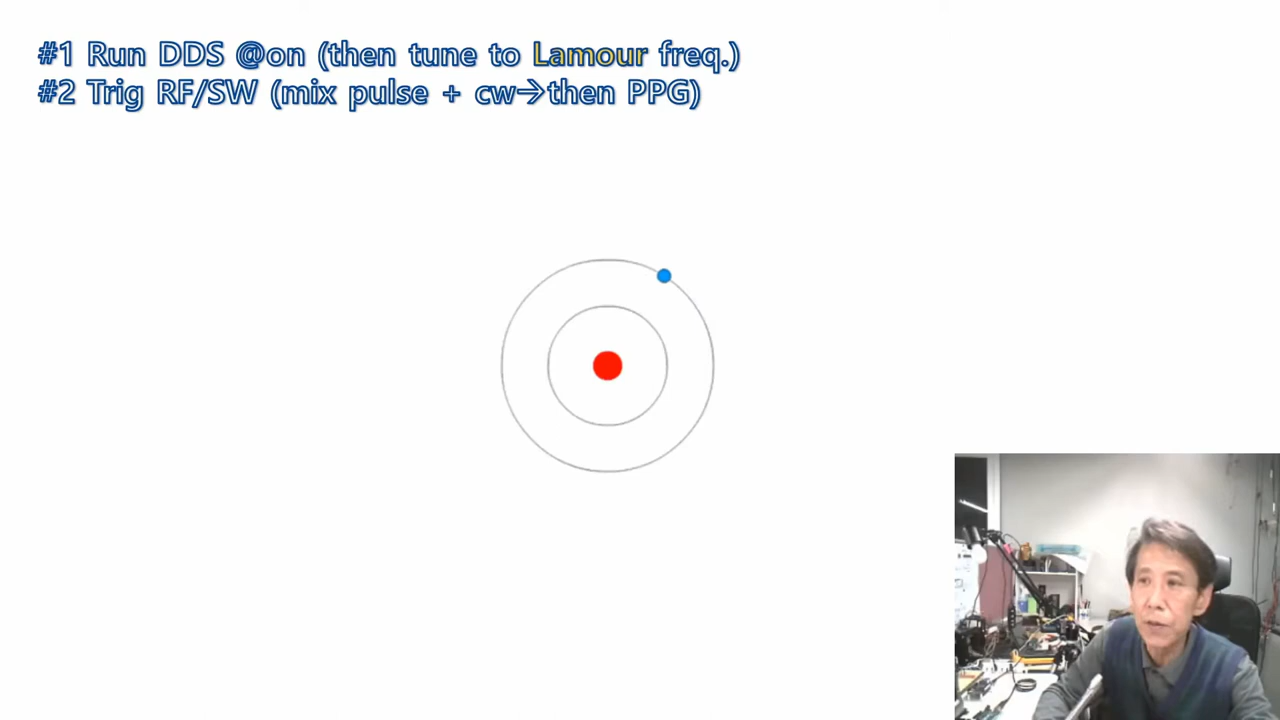 #1 Run DDS @on (then tune to Lamour freq.)
#2 Trig RF/SW (mix pulse + cw→then PPG)